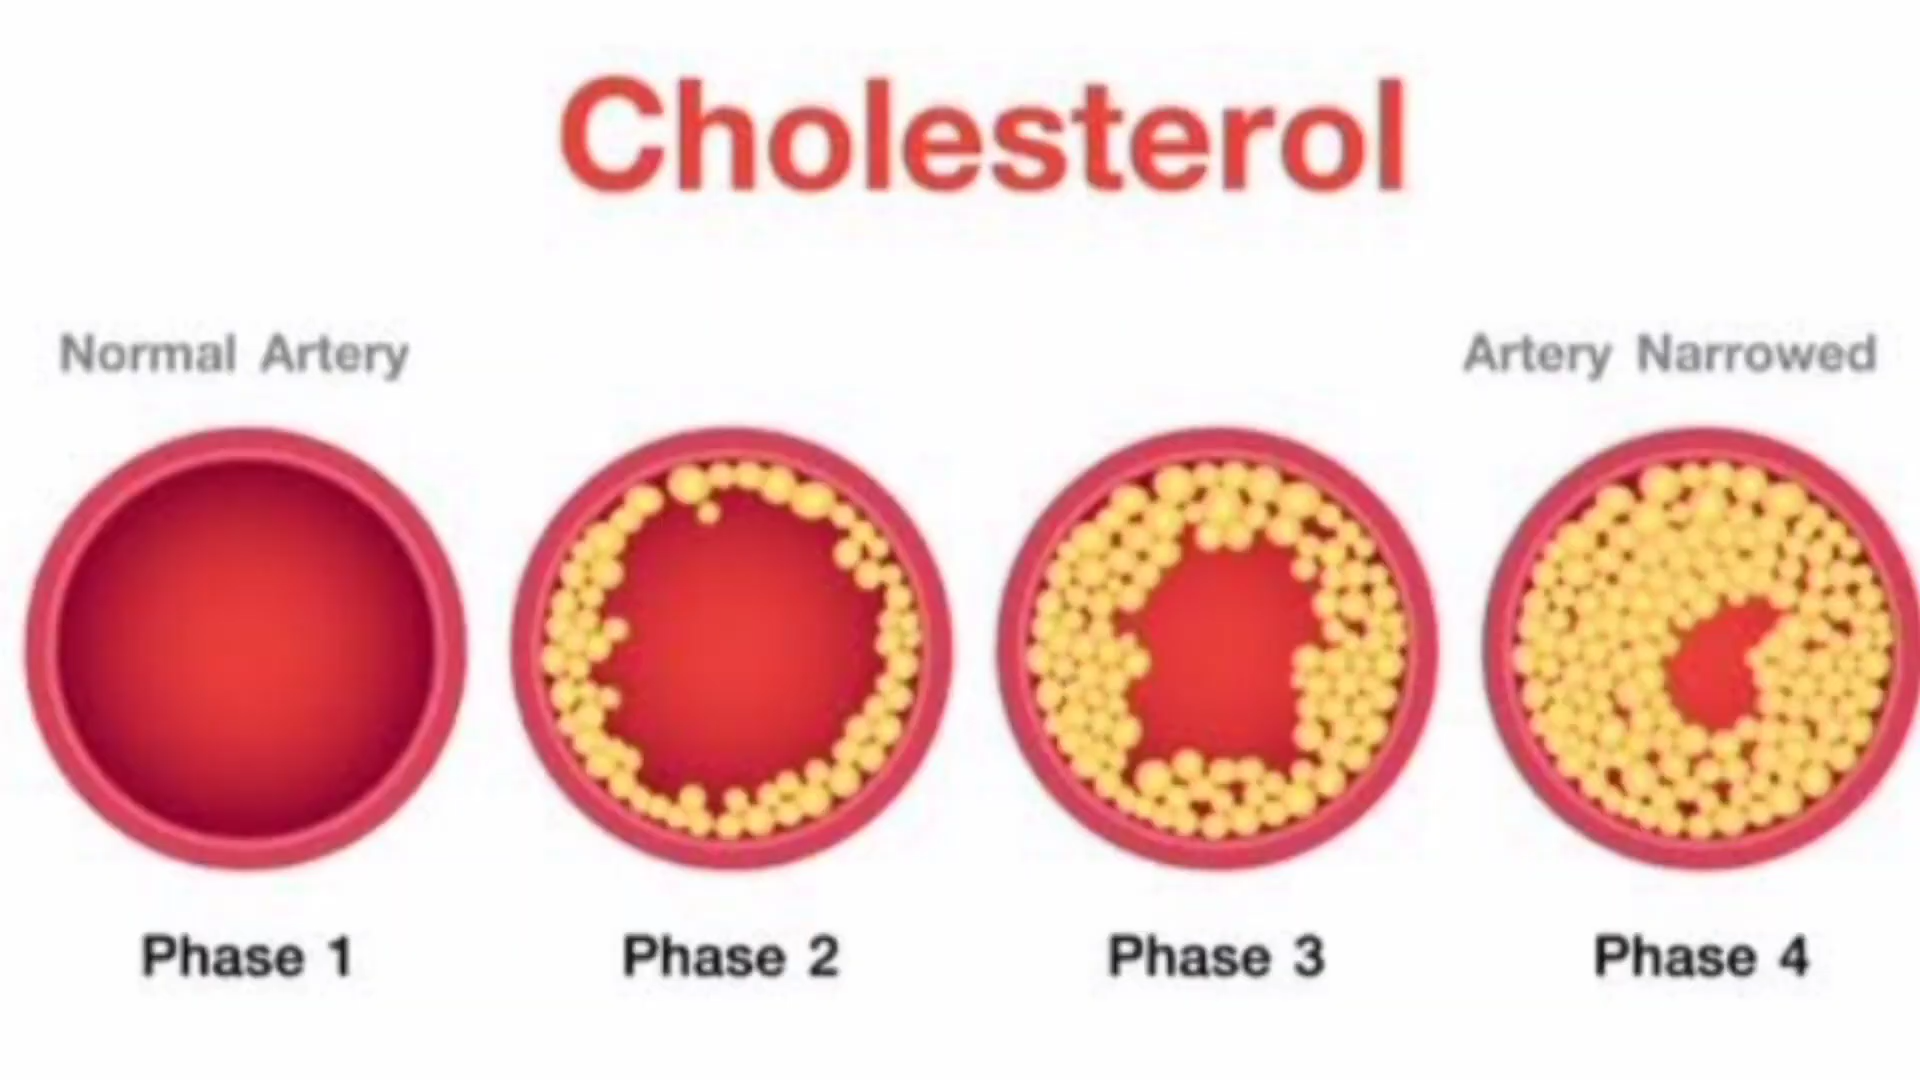 Cholesterol
Normal Artery
Artery Narrowed
Phase 1
Phase 2
Phase 3
Phase 4